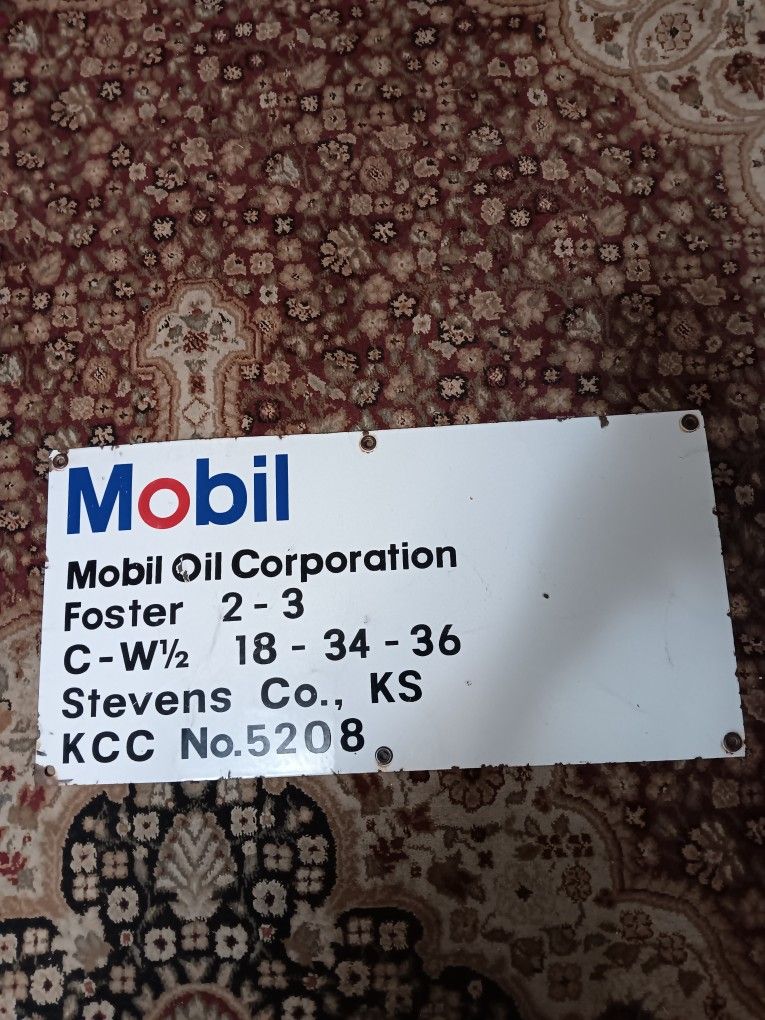 Mobil
Mobil Oil Corporation
Foster 2 - 3
C-W½ 18 - 34 - 36
Stevens Co., KS
KCC No.5208